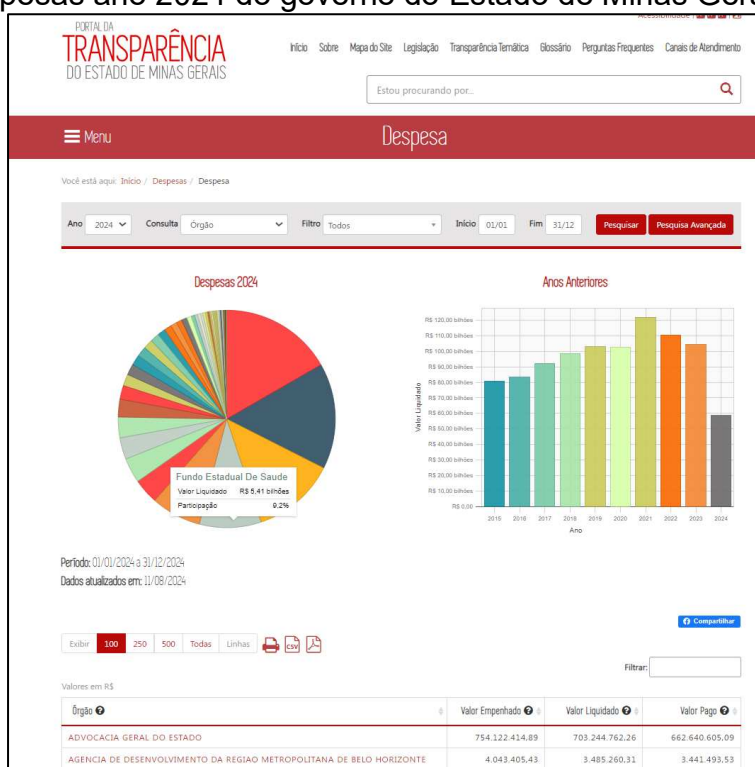 pesas ano 2024 do governo do Estado de Minas Gera
PORTAL DA
TRANSPARÊNCIA
DO ESTADO DE MINAS GERAIS
Início Sobre Mapa do Site Legislação Transparência Temática Glossário Perguntas Frequentes Canais de Atendimento
Estou procurando por...
Menu
Despesa
Você está aqui: Início / Despesas / Despesa
Ano 2024 Consulta Órgão Filtro Todos Início 01/01 Fim 31/12 Pesquisar Pesquisa Avançada
Despesas 2024
Fundo Estadual De Saude
Valor Liquidado R$ 5,41 bilhões
Participação 9,2%
Anos Anteriores
Valor Liquidado
R$ 120,00 bilhões
R$ 110,00 bilhões
R$ 100,00 bilhões
R$ 90,00 bilhões
R$ 80,00 bilhões
R$ 70,00 bilhões
R$ 60,00 bilhões
R$ 50,00 bilhões
R$ 40,00 bilhões
R$ 30,00 bilhões
R$ 20,00 bilhões
R$ 10,00 bilhões
R$ 0,00
2015 2016 2017 2018 2019 2020 2021 2022 2023 2024
Ano
Período: 01/01/2024 a 31/12/2024
Dados atualizados em: 11/08/2024
Compartilhar
Exibir 100 250 500 Todas Linhas CSV
Filtrar:
Valores em R$
Órgão Valor Empenhado Valor Liquidado Valor Pago
ADVOCACIA GERAL DO ESTADO 754.122.414,89 703.244.762,26 662.640.605,09
AGENCIA DE DESENVOLVIMENTO DA REGIAO METROPOLITANA DE BELO HORIZONTE 4.043.405,43 3.485.260,31 3.441.493,53